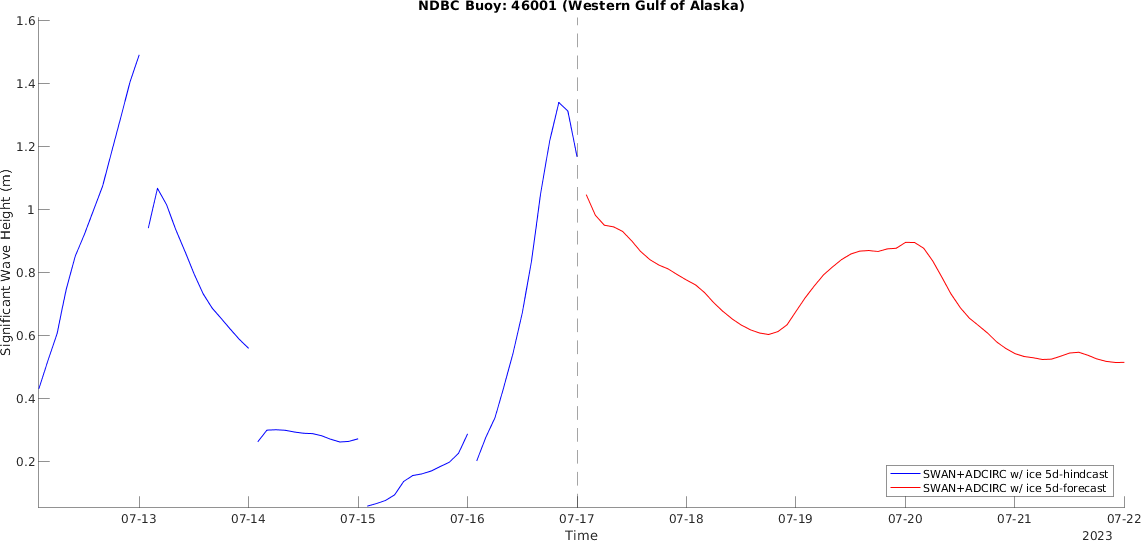 NDBC Buoy: 46001 (Western Gulf of Alaska)
1.6
1.4
1.2
1
0.8
0.6
0.4
0.2
Significant Wave Height (m)
SWAN+ADCIRC w/ ice 5d-hindcast
SWAN+ADCIRC w/ ice 5d-forecast
07-13 07-14 07-15 07-16 07-17 07-18 07-19 07-20 07-21 07-22
Time
2023